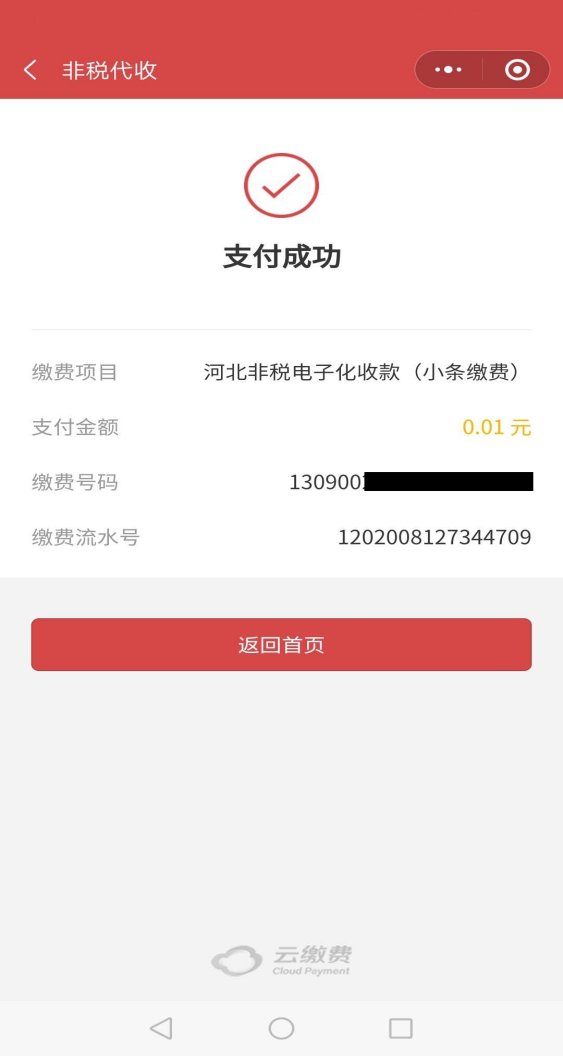 非税代收
支付成功
缴费项目 河北非税电子化收款（小条缴费）
支付金额 0.01 元
缴费号码 130900
缴费流水号 1202008127344709
返回首页
云缴费
Cloud Payment